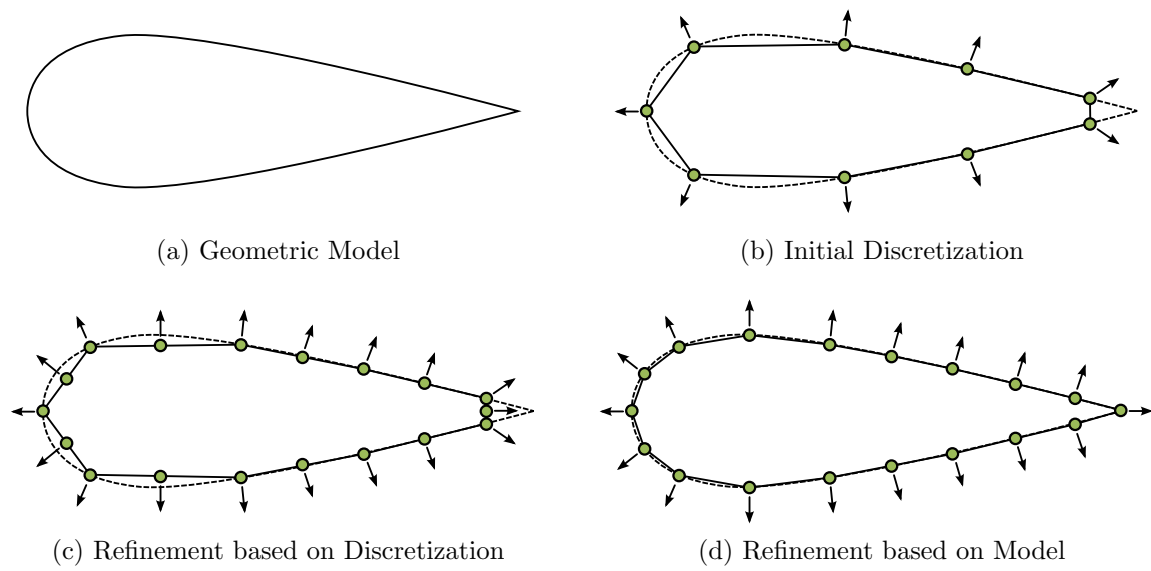 (a) Geometric Model
(b) Initial Discretization
(c) Refinement based on Discretization
(d) Refinement based on Model